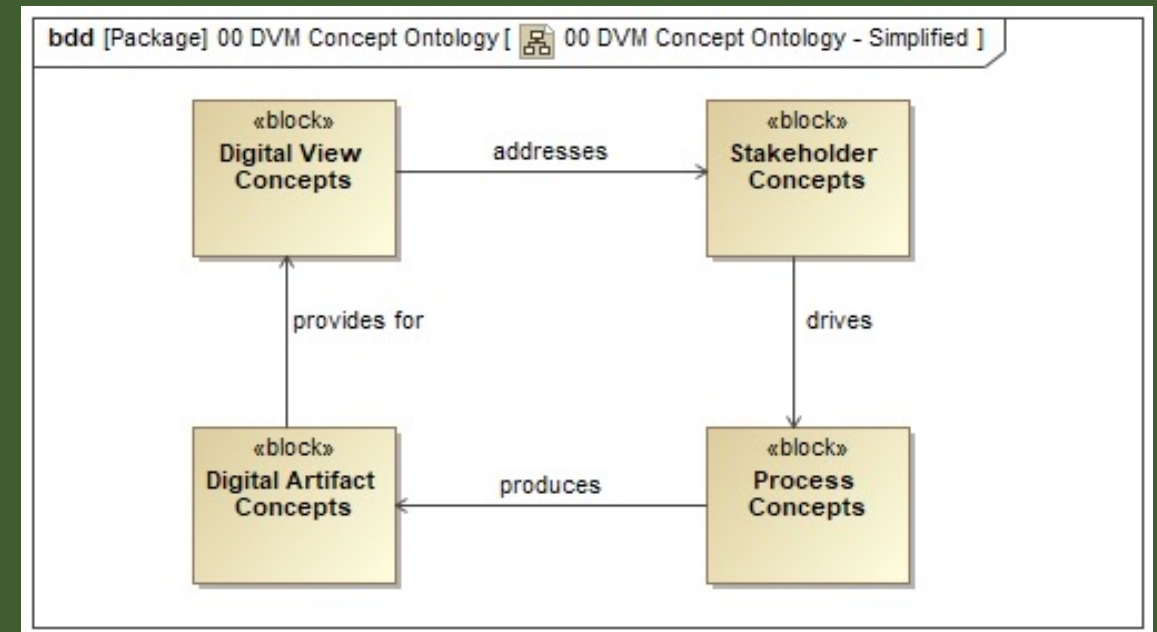 bdd [Package] 00 DVM Concept Ontology [ 00 DVM Concept Ontology - Simplified ]
«block»
Digital View
Concepts
addresses
«block»
Stakeholder
Concepts
provides for
drives
«block»
Digital Artifact
Concepts
produces
«block»
Process
Concepts